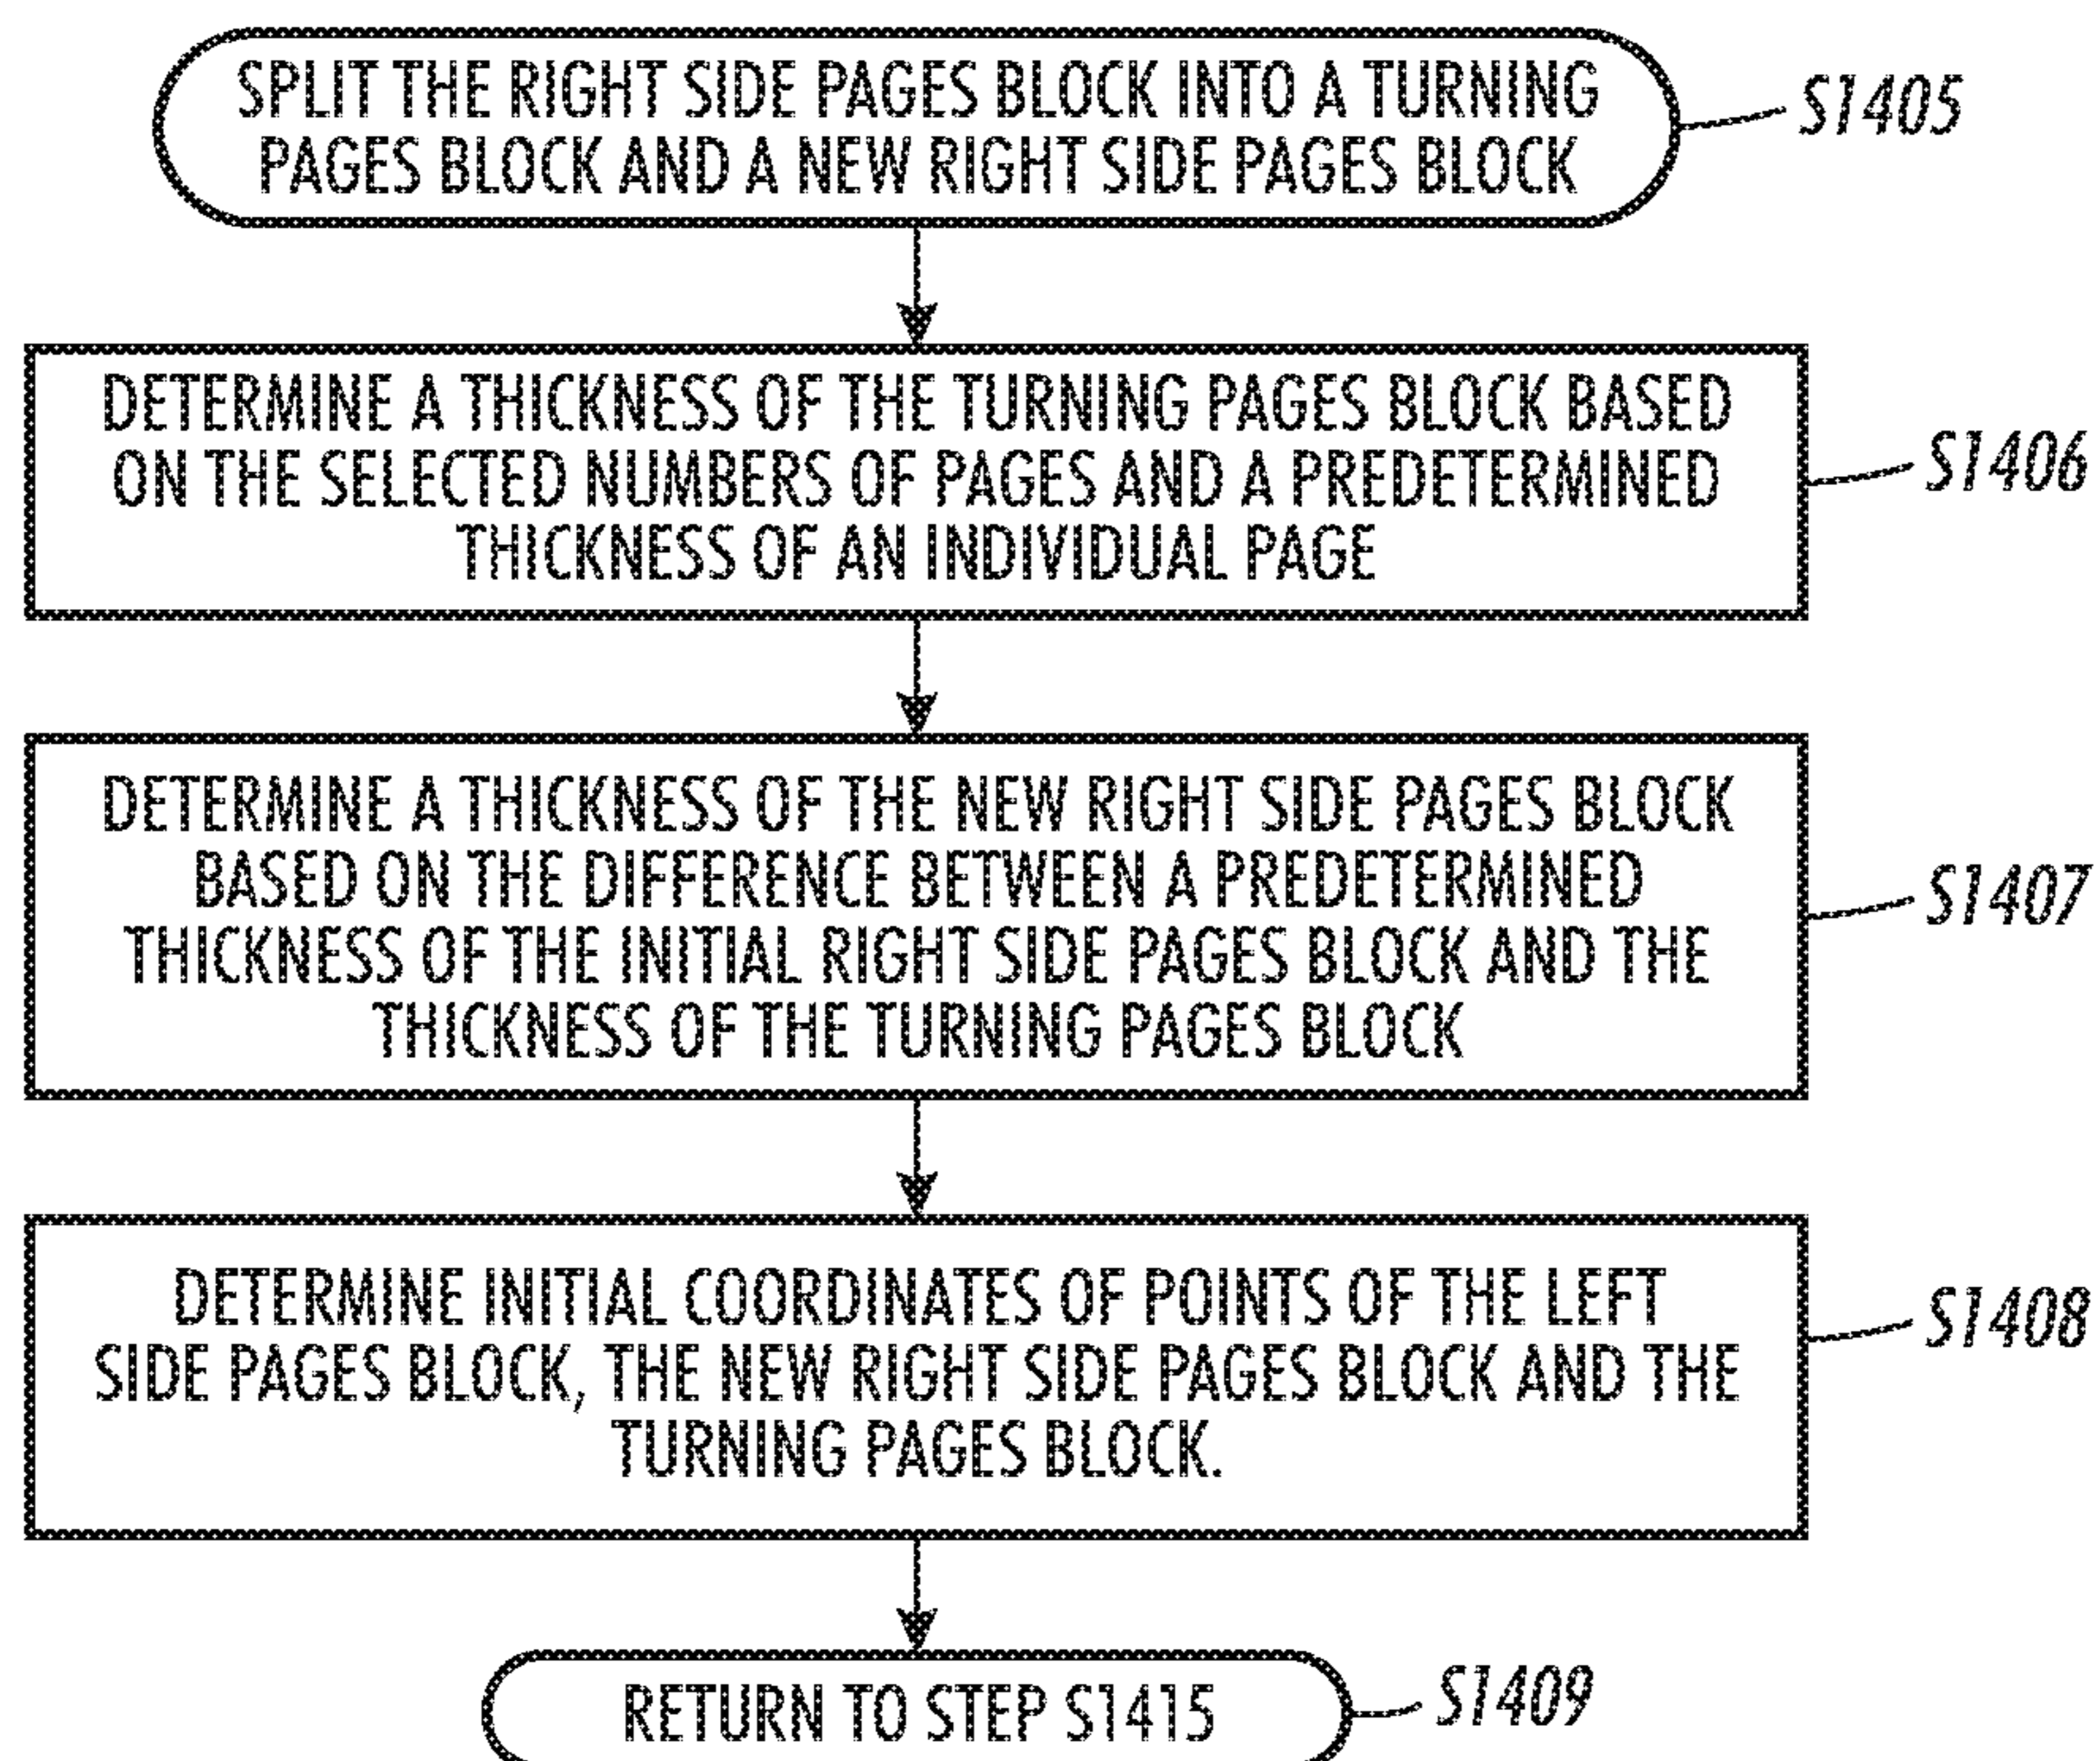 SPLIT THE RIGHT SIDE PAGES BLOCK INTO A TURNING
PAGES BLOCK AND A NEW RIGHT SIDE PAGES BLOCK
S1405
DETERMINE A THICKNESS OF THE TURNING PAGES BLOCK BASED
ON THE SELECTED NUMBERS OF PAGES AND A PREDETERMINED
THICKNESS OF AN INDIVIDUAL PAGE
S1406
DETERMINE A THICKNESS OF THE NEW RIGHT SIDE PAGES BLOCK
BASED ON THE DIFFERENCE BETWEEN A PREDETERMINED
THICKNESS OF THE INITIAL RIGHT SIDE PAGES BLOCK AND THE
THICKNESS OF THE TURNING PAGES BLOCK
S1407
DETERMINE INITIAL COORDINATES OF POINTS OF THE LEFT
SIDE PAGES BLOCK, THE NEW RIGHT SIDE PAGES BLOCK AND THE
TURNING PAGES BLOCK.
S1408
RETURN TO STEP S1415
S1409